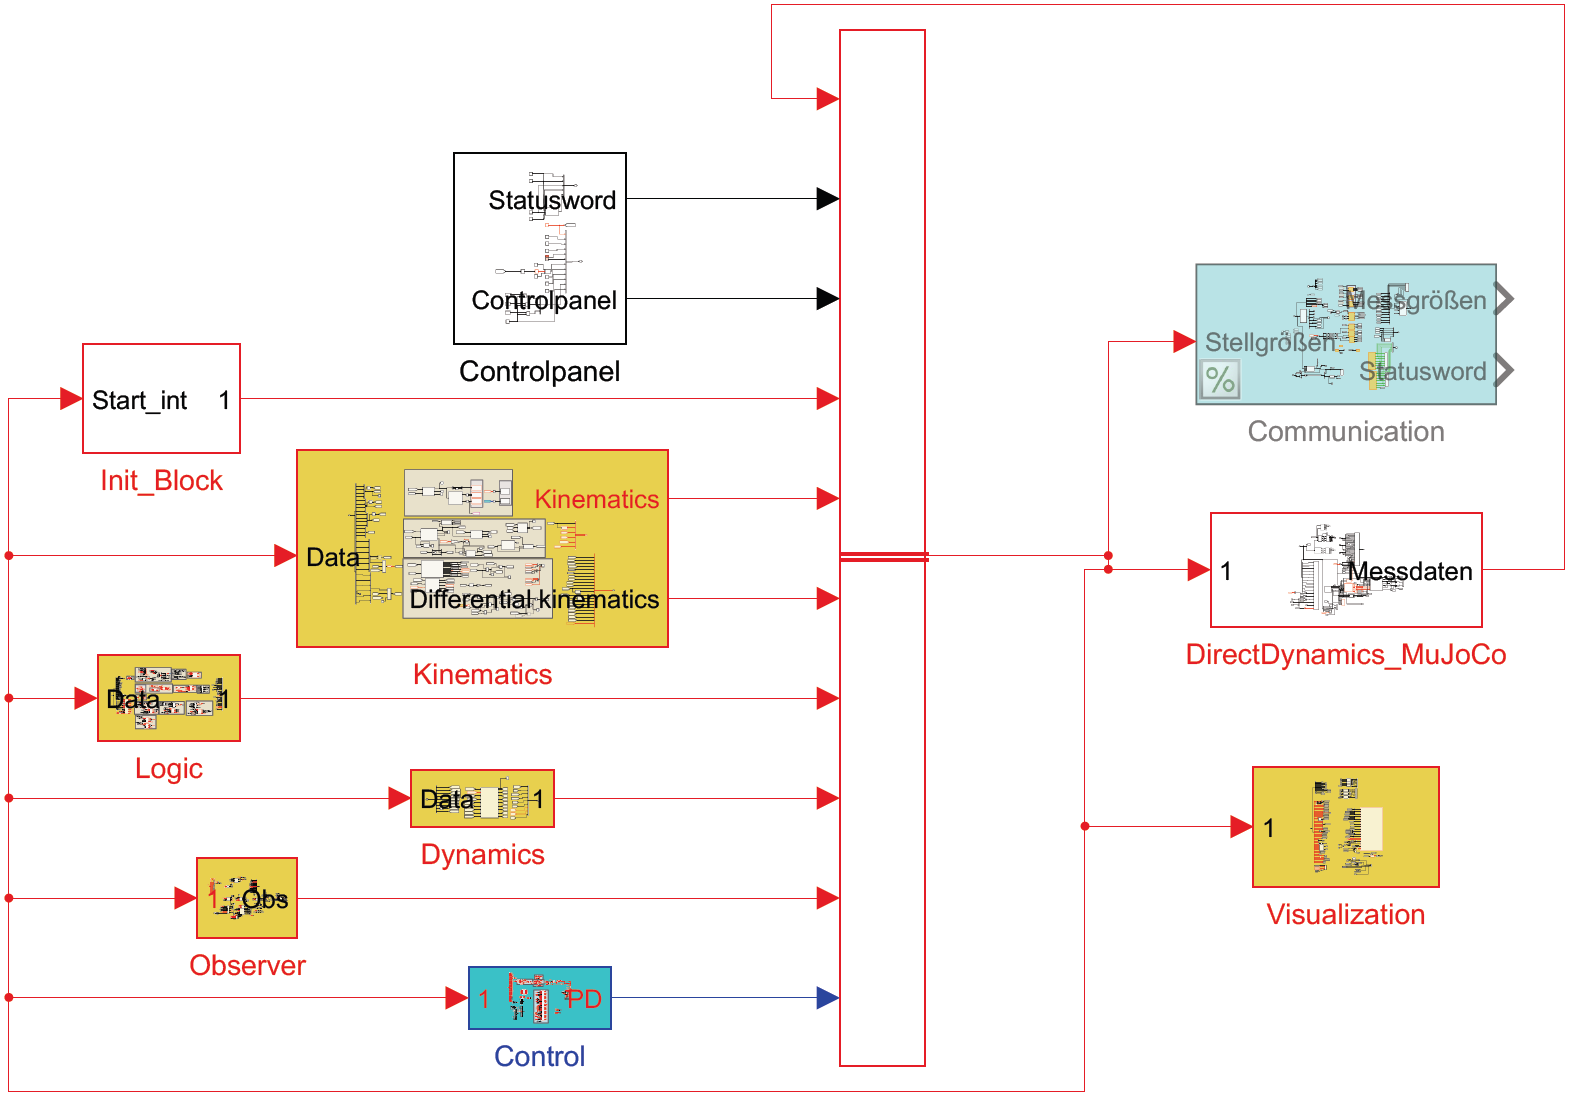 Statusword
Controlpanel
Controlpanel
Start_int 1
Init_Block
Kinematics
Data
Differential kinematics
Kinematics
Data 1
Logic
Data 1
Dynamics
1 Obs
Observer
1 PD
Control
Messgrößen
Stellgrößen
Statusword
%
Communication
1 Messdaten
DirectDynamics_MuJoCo
1
Visualization